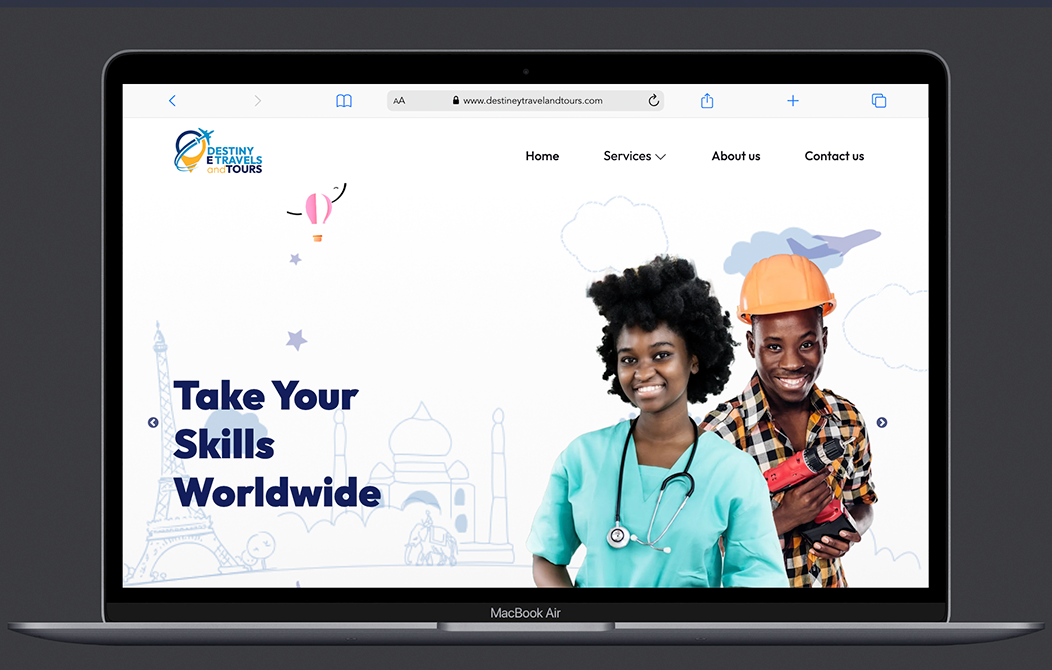 AA
www.destineytravelandtours.com
DESTINY
E TRAVELS
and TOURS
Home
Services
About us
Contact us
Take Your
Skills
Worldwide
MacBook Air